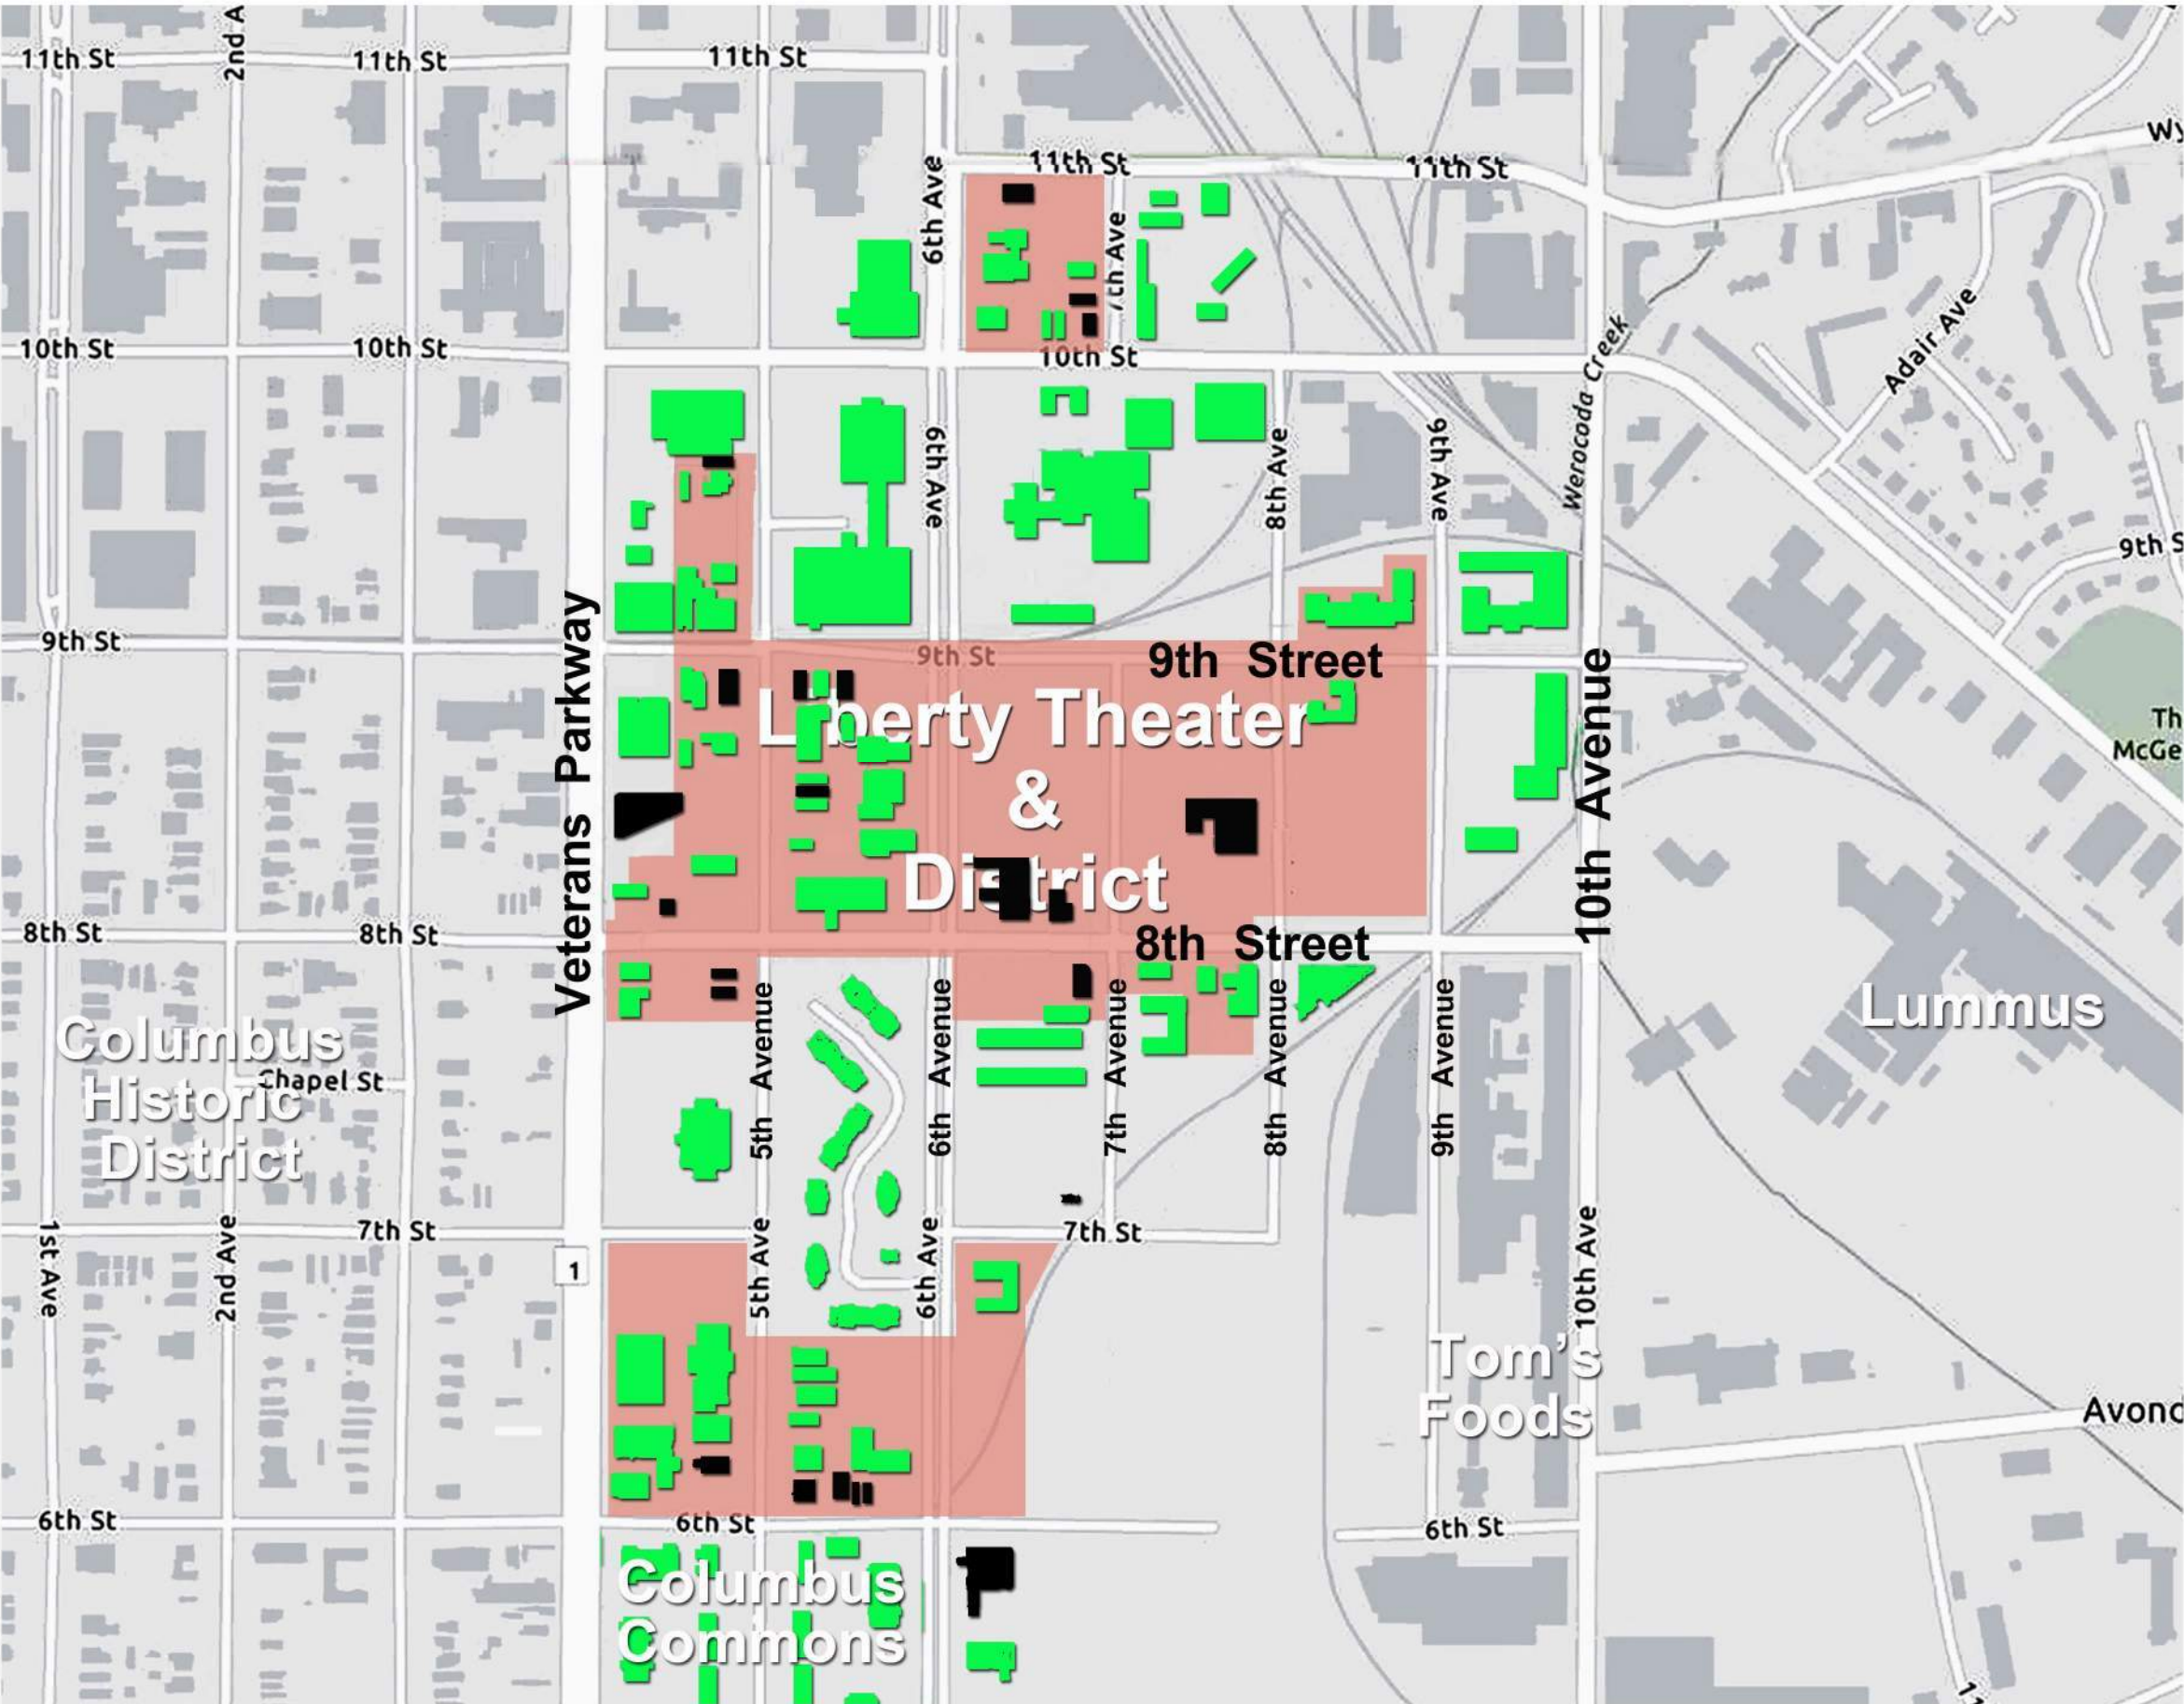 2nd A
11th St
11th St
11th St
Wy
11th St
11th St
6th Ave
7th Ave
10th St
10th St
10th St
Adair Ave
Werocoda Creek
6th Ave
8th Ave
9th Ave
9th S
9th St
9th St
9th Street
Veterans Parkway
10th Avenue
Liberty Theater
&
District
Th
McGe
8th St
8th St
8th Street
Columbus
Historic
District
Chapel St
5th Avenue
6th Avenue
7th Avenue
8th Avenue
9th Avenue
Lummus
1st Ave
2nd Ave
7th St
1
5th Ave
6th Ave
7th St
10th Ave
Tom's
Foods
Avond
6th St
6th St
6th St
Columbus
Commons
11